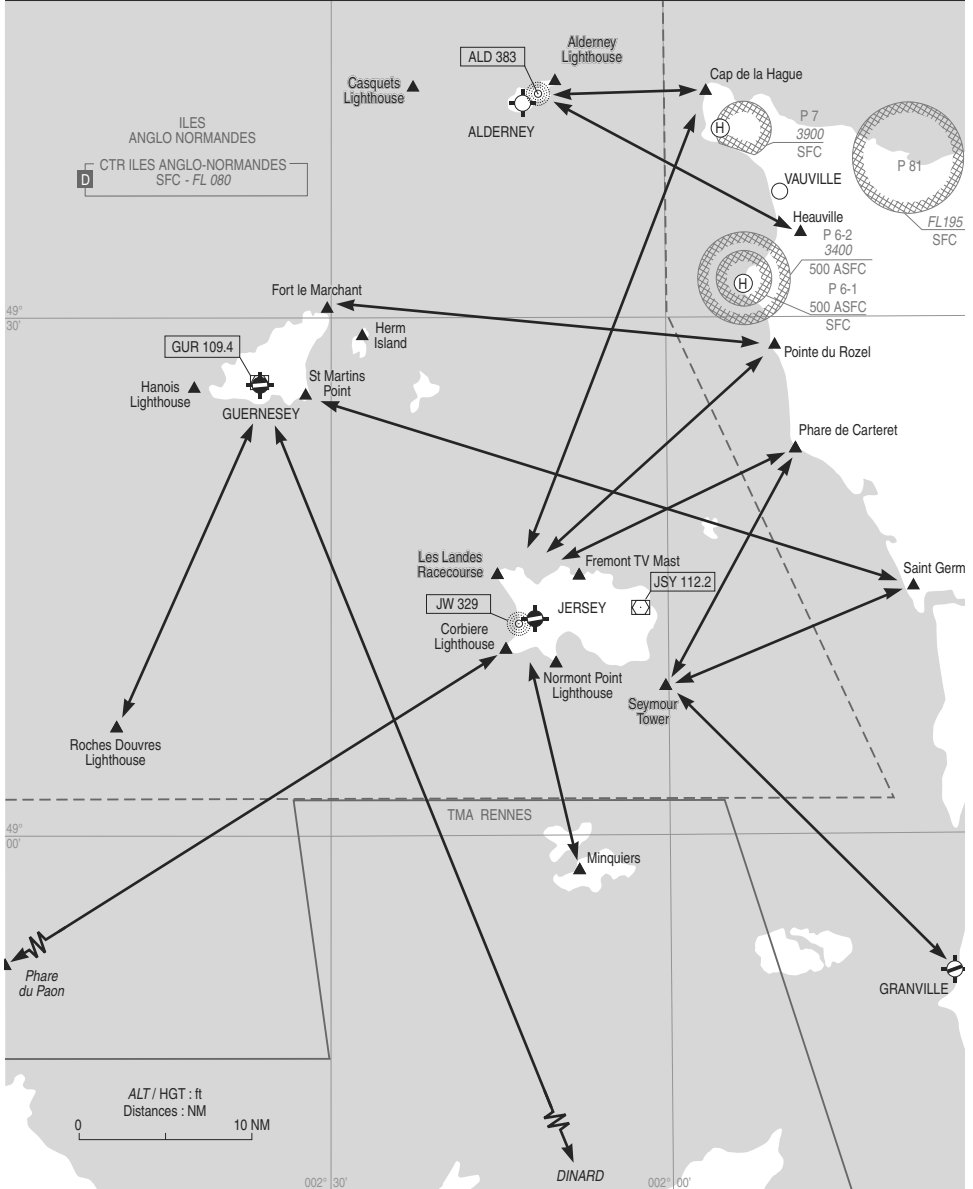 ALD 383
Alderney
Lighthouse
Casquets
Lighthouse
Cap de la Hague
ALDERNEY
ILES
ANGLO NORMANDES
D
CTR ILES ANGLO-NORMANDES
SFC - FL 080
H
P 7
3900
SFC
P 81
VAUVILLE
FL195
SFC
Heauville
P 6-2
3400
500 ASFC
H
P 6-1
500 ASFC
SFC
Fort le Marchant
49°
30'
Herm
Island
GUR 109.4
Pointe du Rozel
Hanois
Lighthouse
St Martins
Point
GUERNESEY
Phare de Carteret
Les Landes
Racecourse
Fremont TV Mast
Saint Germ
JSY 112.2
JW 329
JERSEY
Corbiere
Lighthouse
Normont Point
Lighthouse
Seymour
Tower
Roches Douvres
Lighthouse
TMA RENNES
49°
00'
Minquiers
Phare
du Paon
GRANVILLE
ALT / HGT : ft
Distances : NM
0
10 NM
DINARD
002° 30'
002° 00'